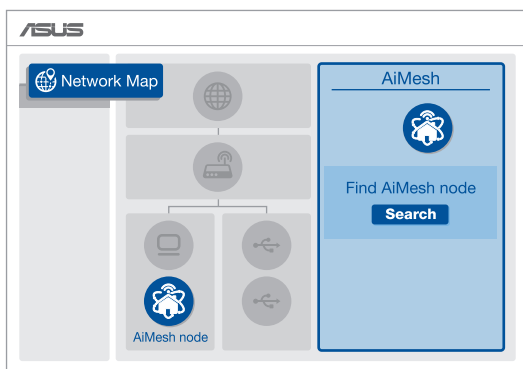 ASUS
Network Map
AiMesh
Find AiMesh node
Search
AiMesh node